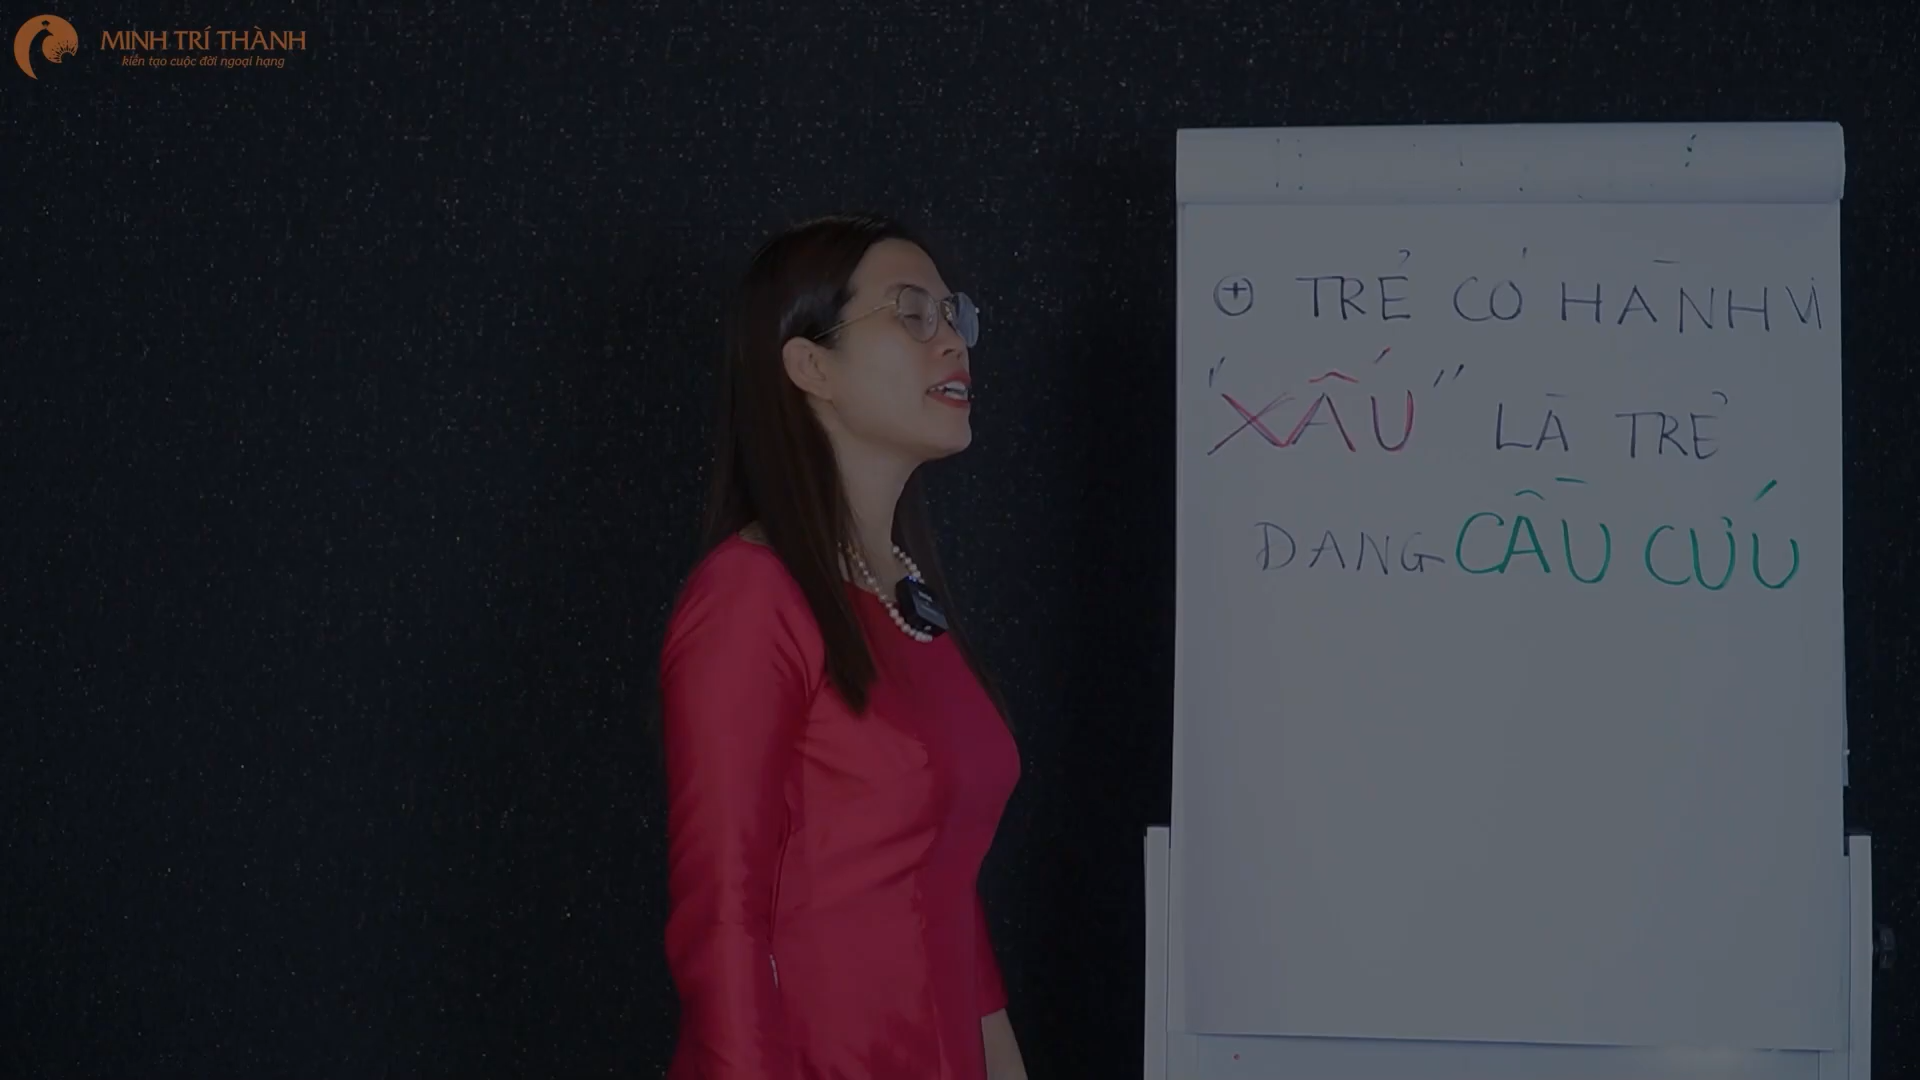 MINH TRÍ THÀNH
kiến tạo cuộc đời ngoại hạng
⊕ TRẺ CÓ HÀNH VI
"XẤU" LÀ TRẺ
ĐANG CẦU CỨU